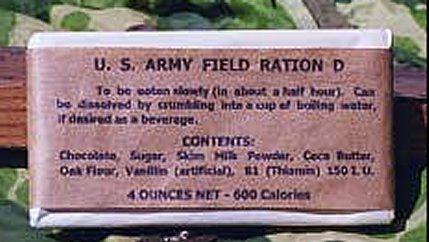 U. S. ARMY FIELD RATION D
To be eaten slowly (in about a half hour). Can
be dissolved by crumbling into a cup of boiling water,
if desired as a beverage.
CONTENTS:
Chocolate, Sugar, Skim Milk Powder, Coca Butter,
Oak Flour, Vanillin (artificial), B1 (Thiamin) 150 I.U.
4 OUNCES NET - 600 Calories